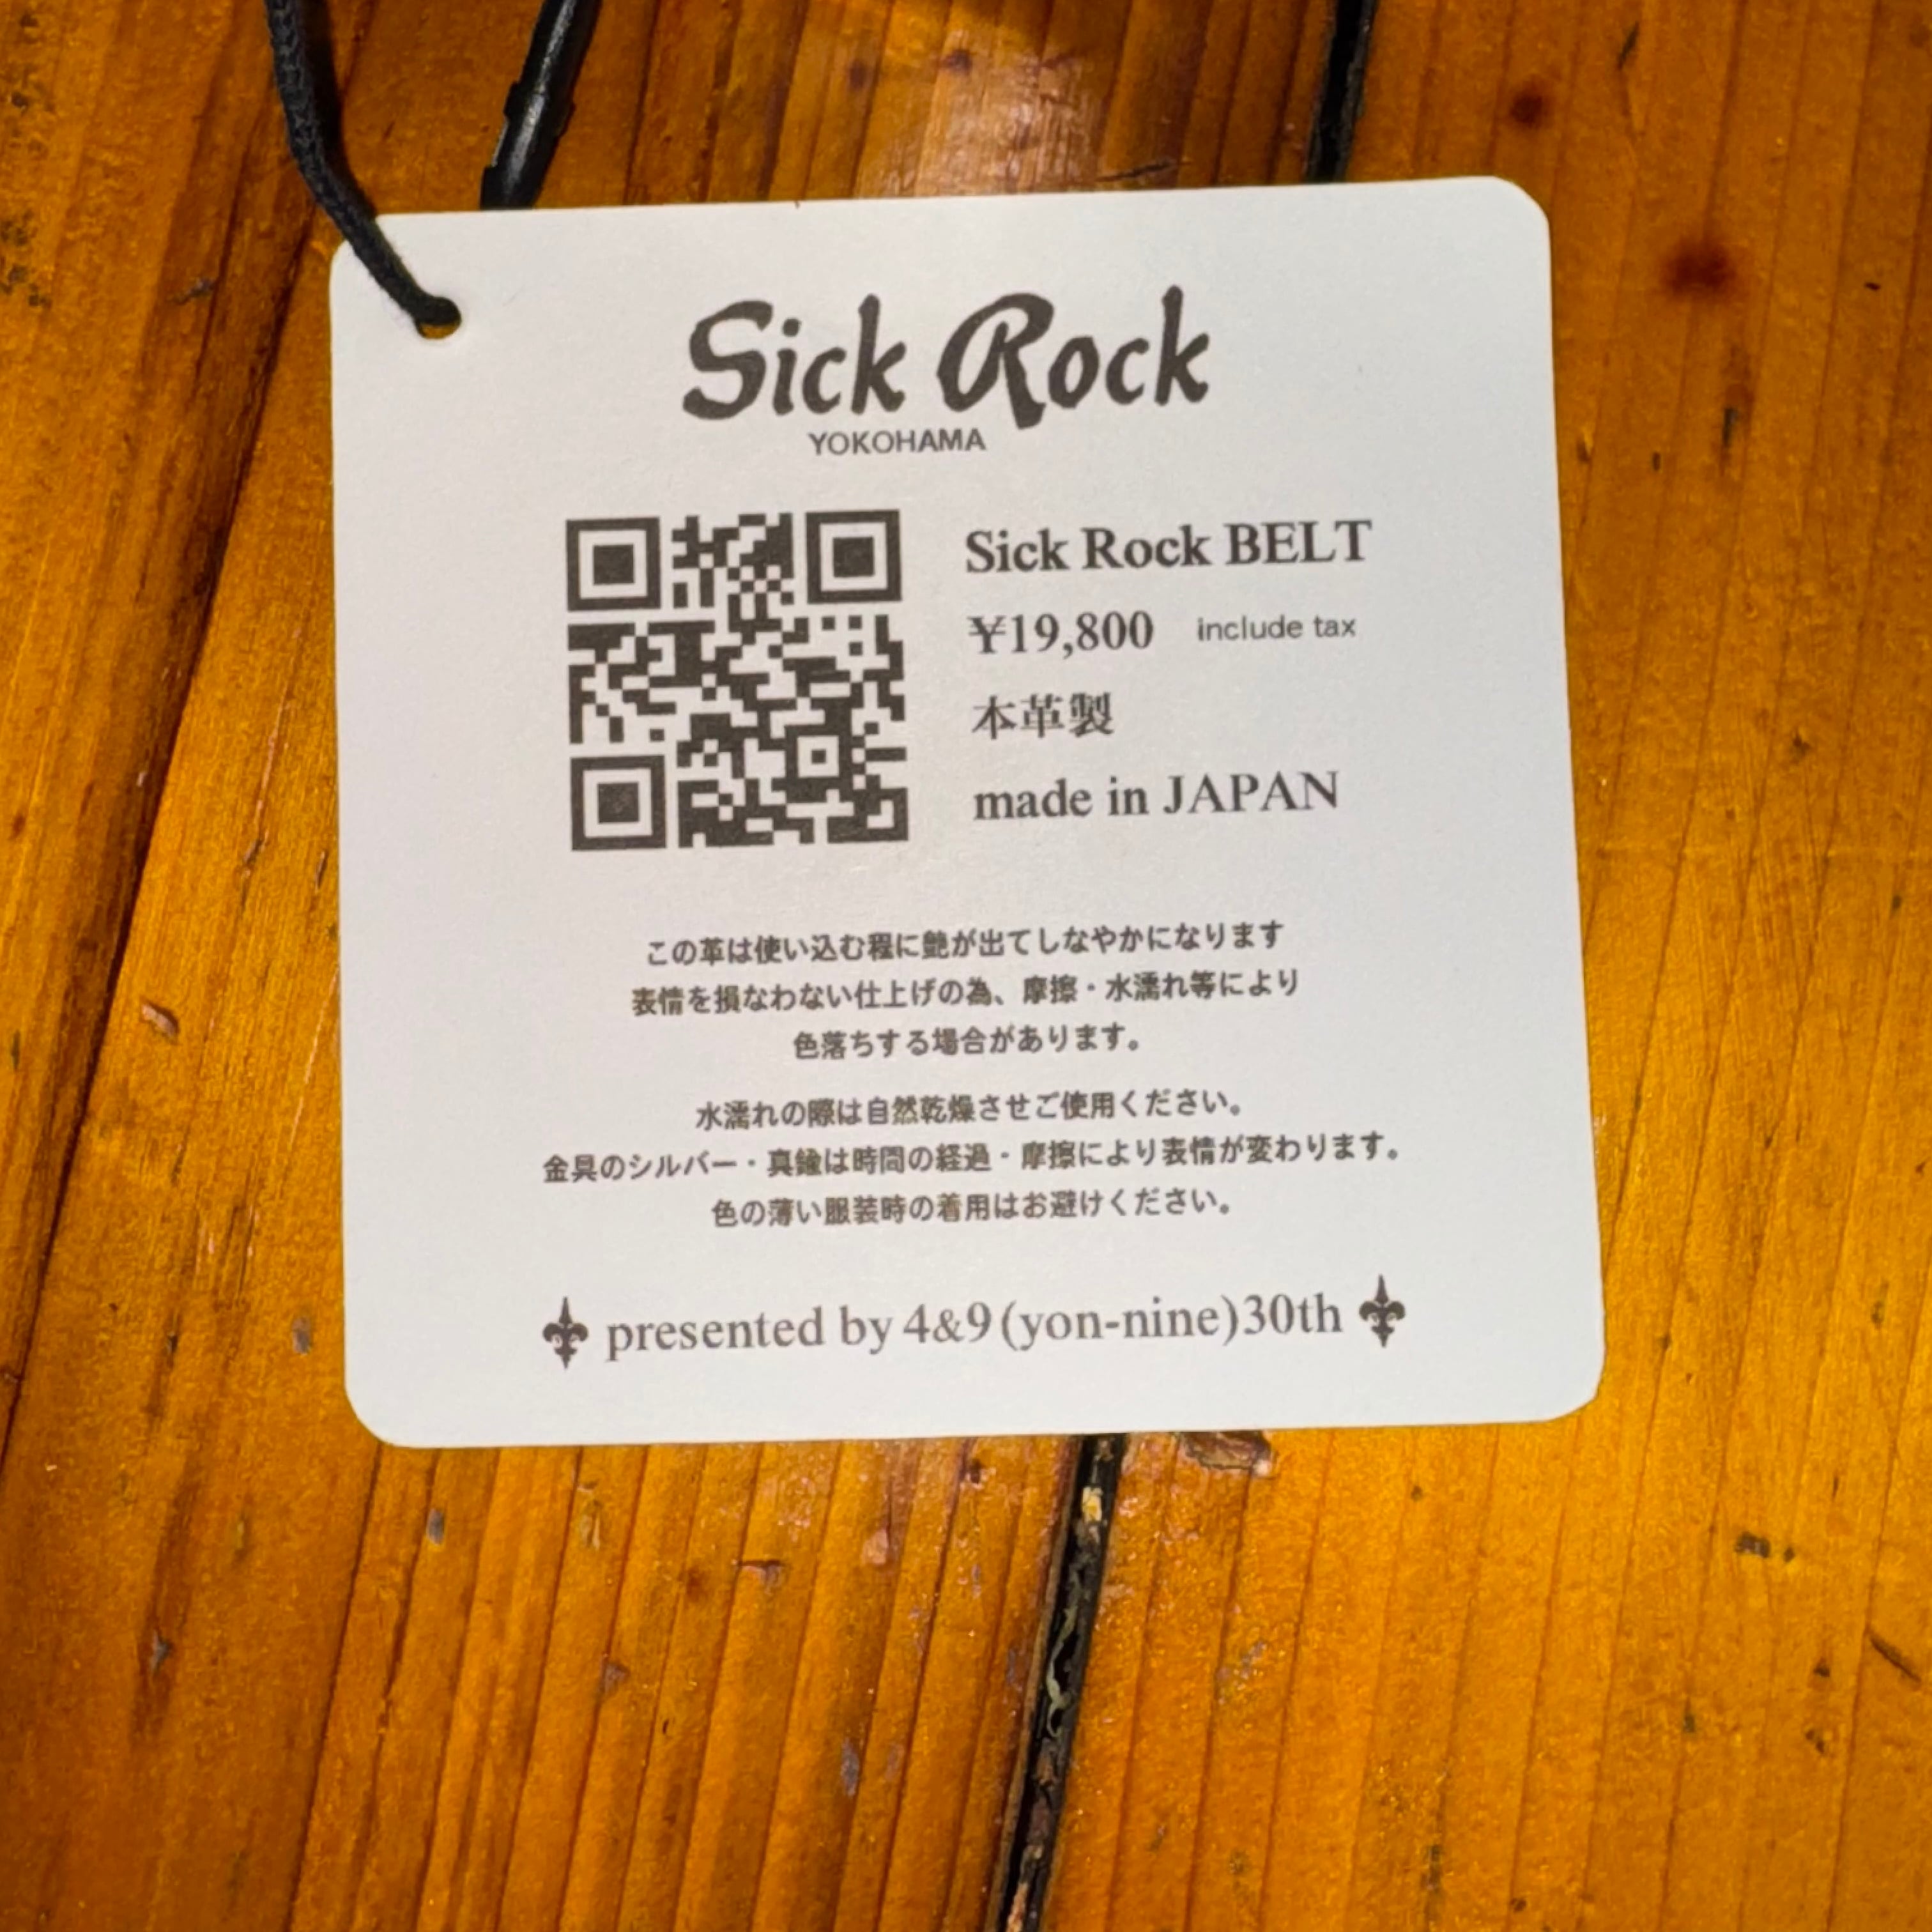 Sick Rock
YOKOHAMA
Sick Rock BELT
¥19,800 include tax
本革製
made in JAPAN
この革は使い込む程に艶が出てしなやかになります
表情を損なわない仕上げの為、摩擦・水濡れ等により
色落ちする場合があります。
水濡れの際は自然乾燥させご使用ください。
金具のシルバー・真鍮は時間の経過・摩擦により表情が変わります。
色の薄い服装時の着用はお避けください。
presented by 4&9(yon-nine)30th